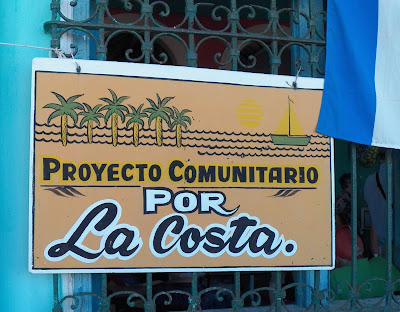 PROYECTO COMUNITARIO
POR
La Costa.